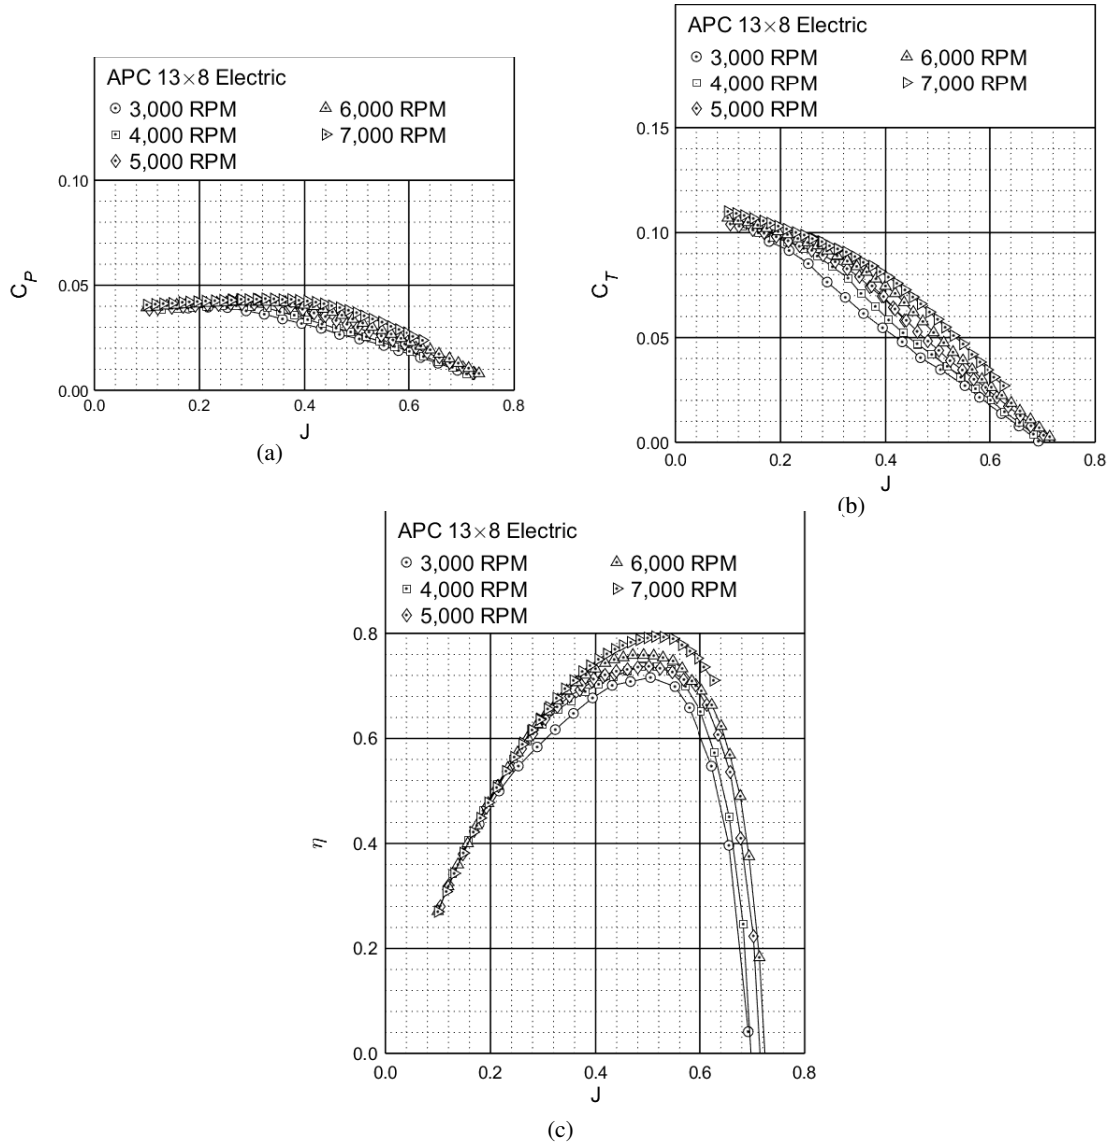 APC 13×8 Electric
3,000 RPM
4,000 RPM
5,000 RPM
6,000 RPM
7,000 RPM
0.10
0.05
0.00
C_P
0.0 0.2 0.4 0.6 0.8
J
(a)
APC 13×8 Electric
3,000 RPM
4,000 RPM
5,000 RPM
6,000 RPM
7,000 RPM
0.15
0.10
0.05
0.00
C_T
0.0 0.2 0.4 0.6 0.8
J
(b)
APC 13×8 Electric
3,000 RPM
4,000 RPM
5,000 RPM
6,000 RPM
7,000 RPM
0.8
0.6
0.4
0.2
0.0
η
0.0 0.2 0.4 0.6 0.8
J
(c)